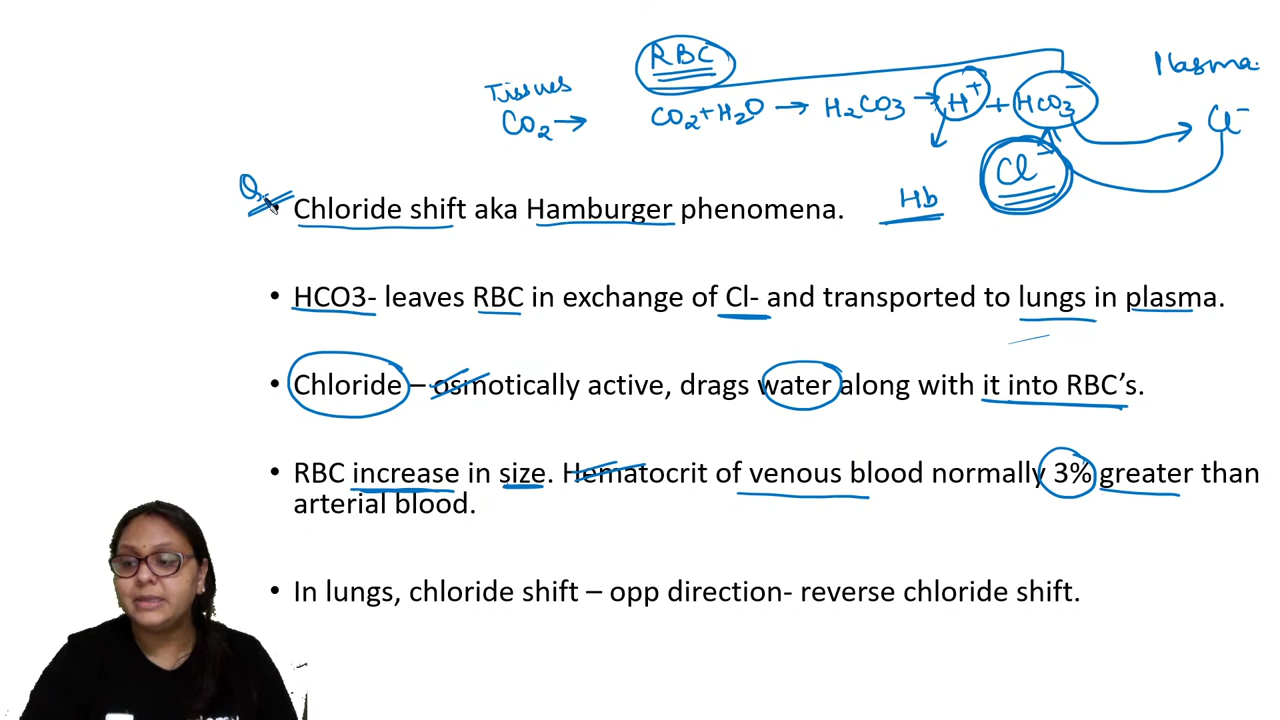 RBC
Plasma
Tissues
CO2 → CO2+H2O → H2CO3 → H+ + HCO3- Cl-
Cl-
Hb
• Chloride shift aka Hamburger phenomena.
• HCO3- leaves RBC in exchange of Cl- and transported to lungs in plasma.
• Chloride – osmotically active, drags water along with it into RBC's.
• RBC increase in size. Hematocrit of venous blood normally 3% greater than
arterial blood.
• In lungs, chloride shift – opp direction- reverse chloride shift.